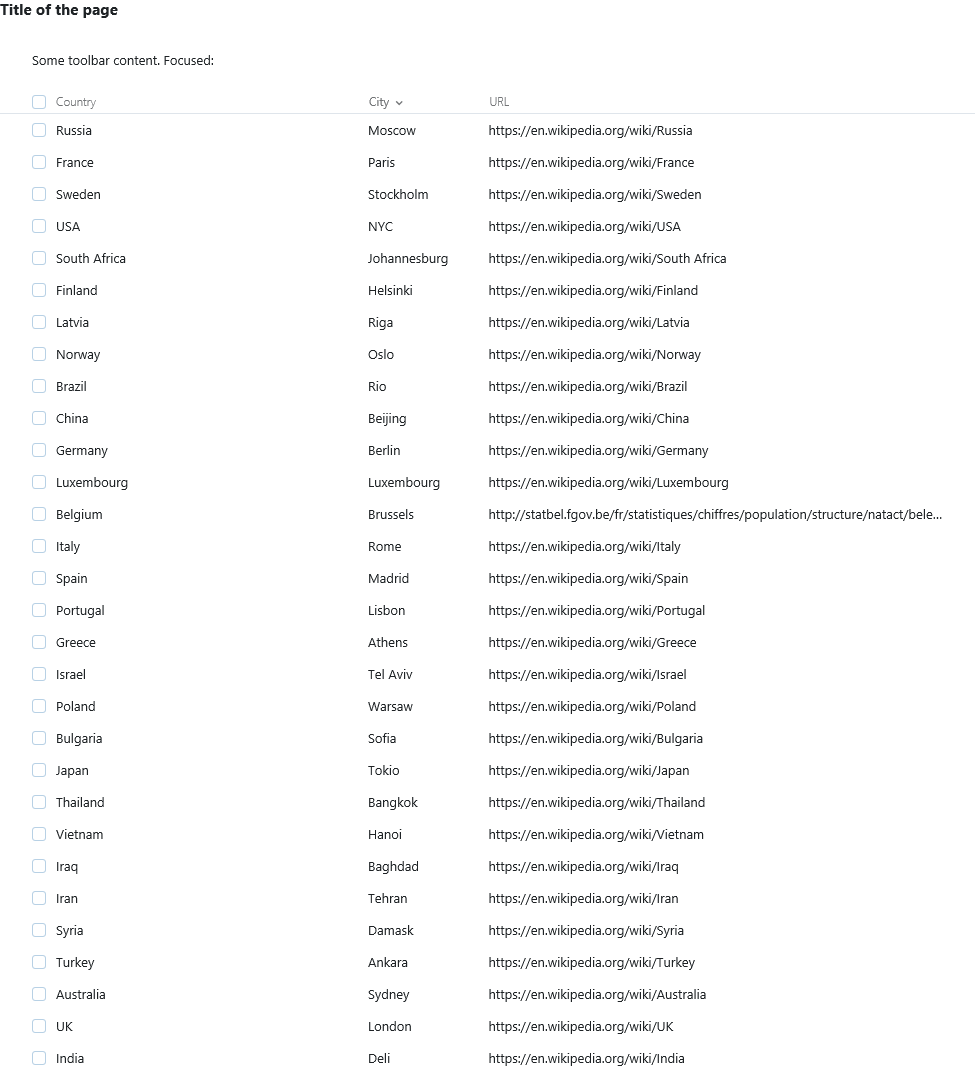 Title of the page
Some toolbar content. Focused:
Country City URL
Russia Moscow https://en.wikipedia.org/wiki/Russia
France Paris https://en.wikipedia.org/wiki/France
Sweden Stockholm https://en.wikipedia.org/wiki/Sweden
USA NYC https://en.wikipedia.org/wiki/USA
South Africa Johannesburg https://en.wikipedia.org/wiki/South Africa
Finland Helsinki https://en.wikipedia.org/wiki/Finland
Latvia Riga https://en.wikipedia.org/wiki/Latvia
Norway Oslo https://en.wikipedia.org/wiki/Norway
Brazil Rio https://en.wikipedia.org/wiki/Brazil
China Beijing https://en.wikipedia.org/wiki/China
Germany Berlin https://en.wikipedia.org/wiki/Germany
Luxembourg Luxembourg https://en.wikipedia.org/wiki/Luxembourg
Belgium Brussels http://statbel.fgov.be/fr/statistiques/chiffres/population/structure/natact/bele...
Italy Rome https://en.wikipedia.org/wiki/Italy
Spain Madrid https://en.wikipedia.org/wiki/Spain
Portugal Lisbon https://en.wikipedia.org/wiki/Portugal
Greece Athens https://en.wikipedia.org/wiki/Greece
Israel Tel Aviv https://en.wikipedia.org/wiki/Israel
Poland Warsaw https://en.wikipedia.org/wiki/Poland
Bulgaria Sofia https://en.wikipedia.org/wiki/Bulgaria
Japan Tokio https://en.wikipedia.org/wiki/Japan
Thailand Bangkok https://en.wikipedia.org/wiki/Thailand
Vietnam Hanoi https://en.wikipedia.org/wiki/Vietnam
Iraq Baghdad https://en.wikipedia.org/wiki/Iraq
Iran Tehran https://en.wikipedia.org/wiki/Iran
Syria Damask https://en.wikipedia.org/wiki/Syria
Turkey Ankara https://en.wikipedia.org/wiki/Turkey
Australia Sydney https://en.wikipedia.org/wiki/Australia
UK London https://en.wikipedia.org/wiki/UK
India Deli https://en.wikipedia.org/wiki/India